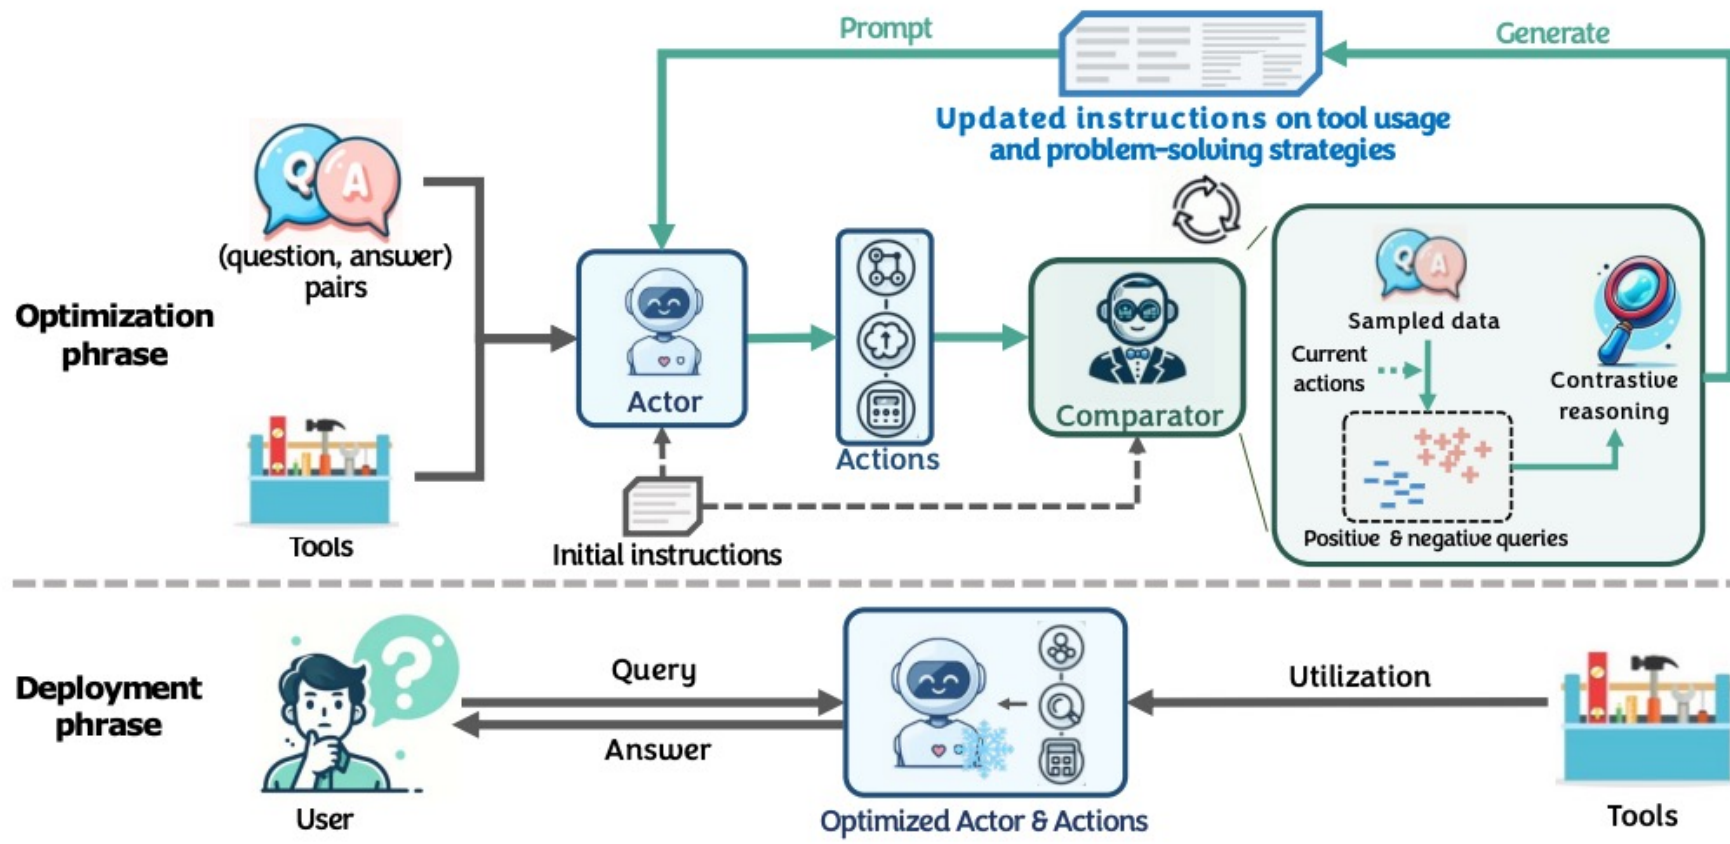 Prompt
Generate
Updated instructions on tool usage
and problem-solving strategies
Q A
(question, answer)
pairs
Optimization
phrase
Actor
Actions
Comparator
Q A
Sampled data
Current
actions
Contrastive
reasoning
Positive & negative queries
Tools
Initial instructions
Deployment
phrase
?
Query
Answer
Utilization
User
Optimized Actor & Actions
Tools